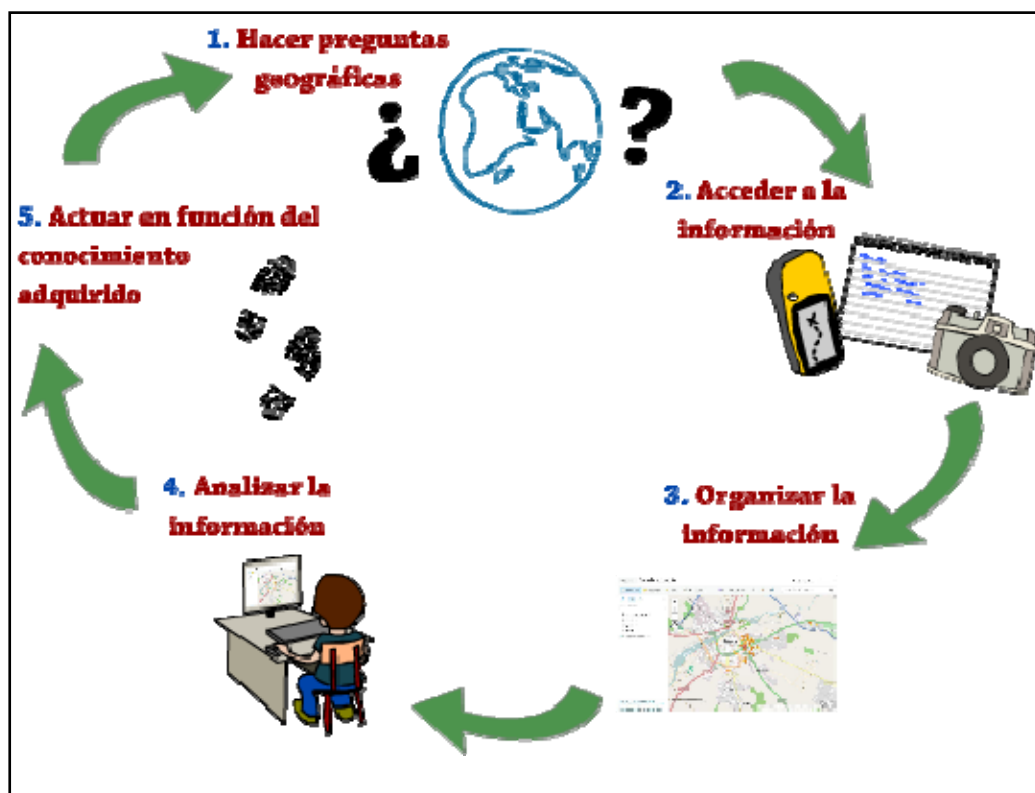 1. Hacer preguntas
geográficas
¿ ?
2. Acceder a la
información
3. Organizar la
información
4. Analizar la
información
5. Actuar en función del
conocimiento
adquirido